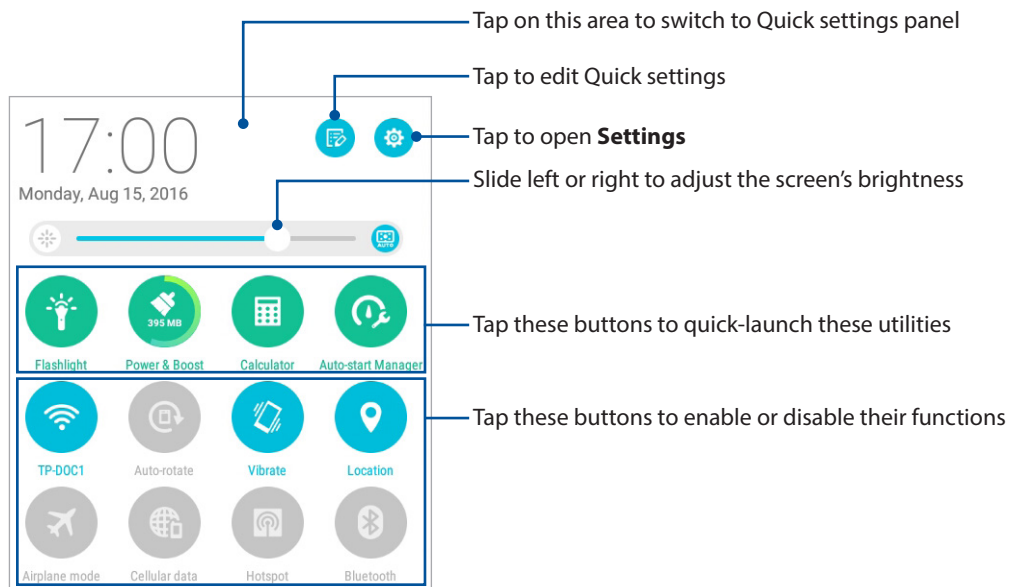 Tap on this area to switch to Quick settings panel
Tap to edit Quick settings
17:00
Tap to open Settings
Monday, Aug 15, 2016
Slide left or right to adjust the screen's brightness
AUTO
395 MB
Tap these buttons to quick-launch these utilities
Flashlight Power & Boost Calculator Auto-start Manager
Tap these buttons to enable or disable their functions
TP-DOC1 Auto-rotate Vibrate Location
Airplane mode Cellular data Hotspot Bluetooth